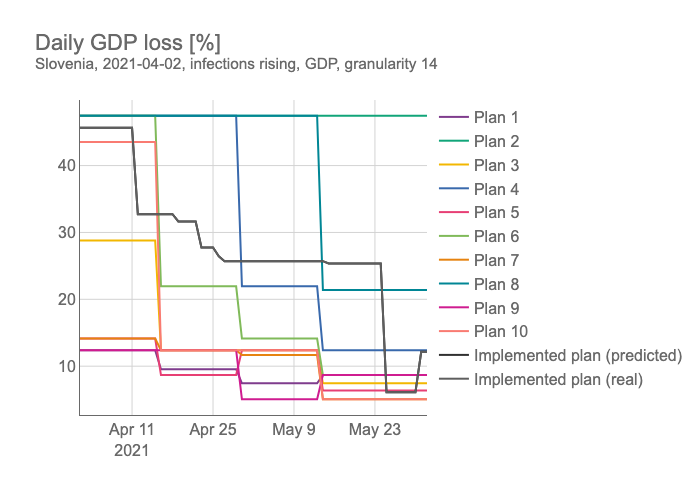 Daily GDP loss [%]
Slovenia, 2021-04-02, infections rising, GDP, granularity 14
40
30
20
10
Apr 11
2021
Apr 25
May 9
May 23
Plan 1
Plan 2
Plan 3
Plan 4
Plan 5
Plan 6
Plan 7
Plan 8
Plan 9
Plan 10
Implemented plan (predicted)
Implemented plan (real)